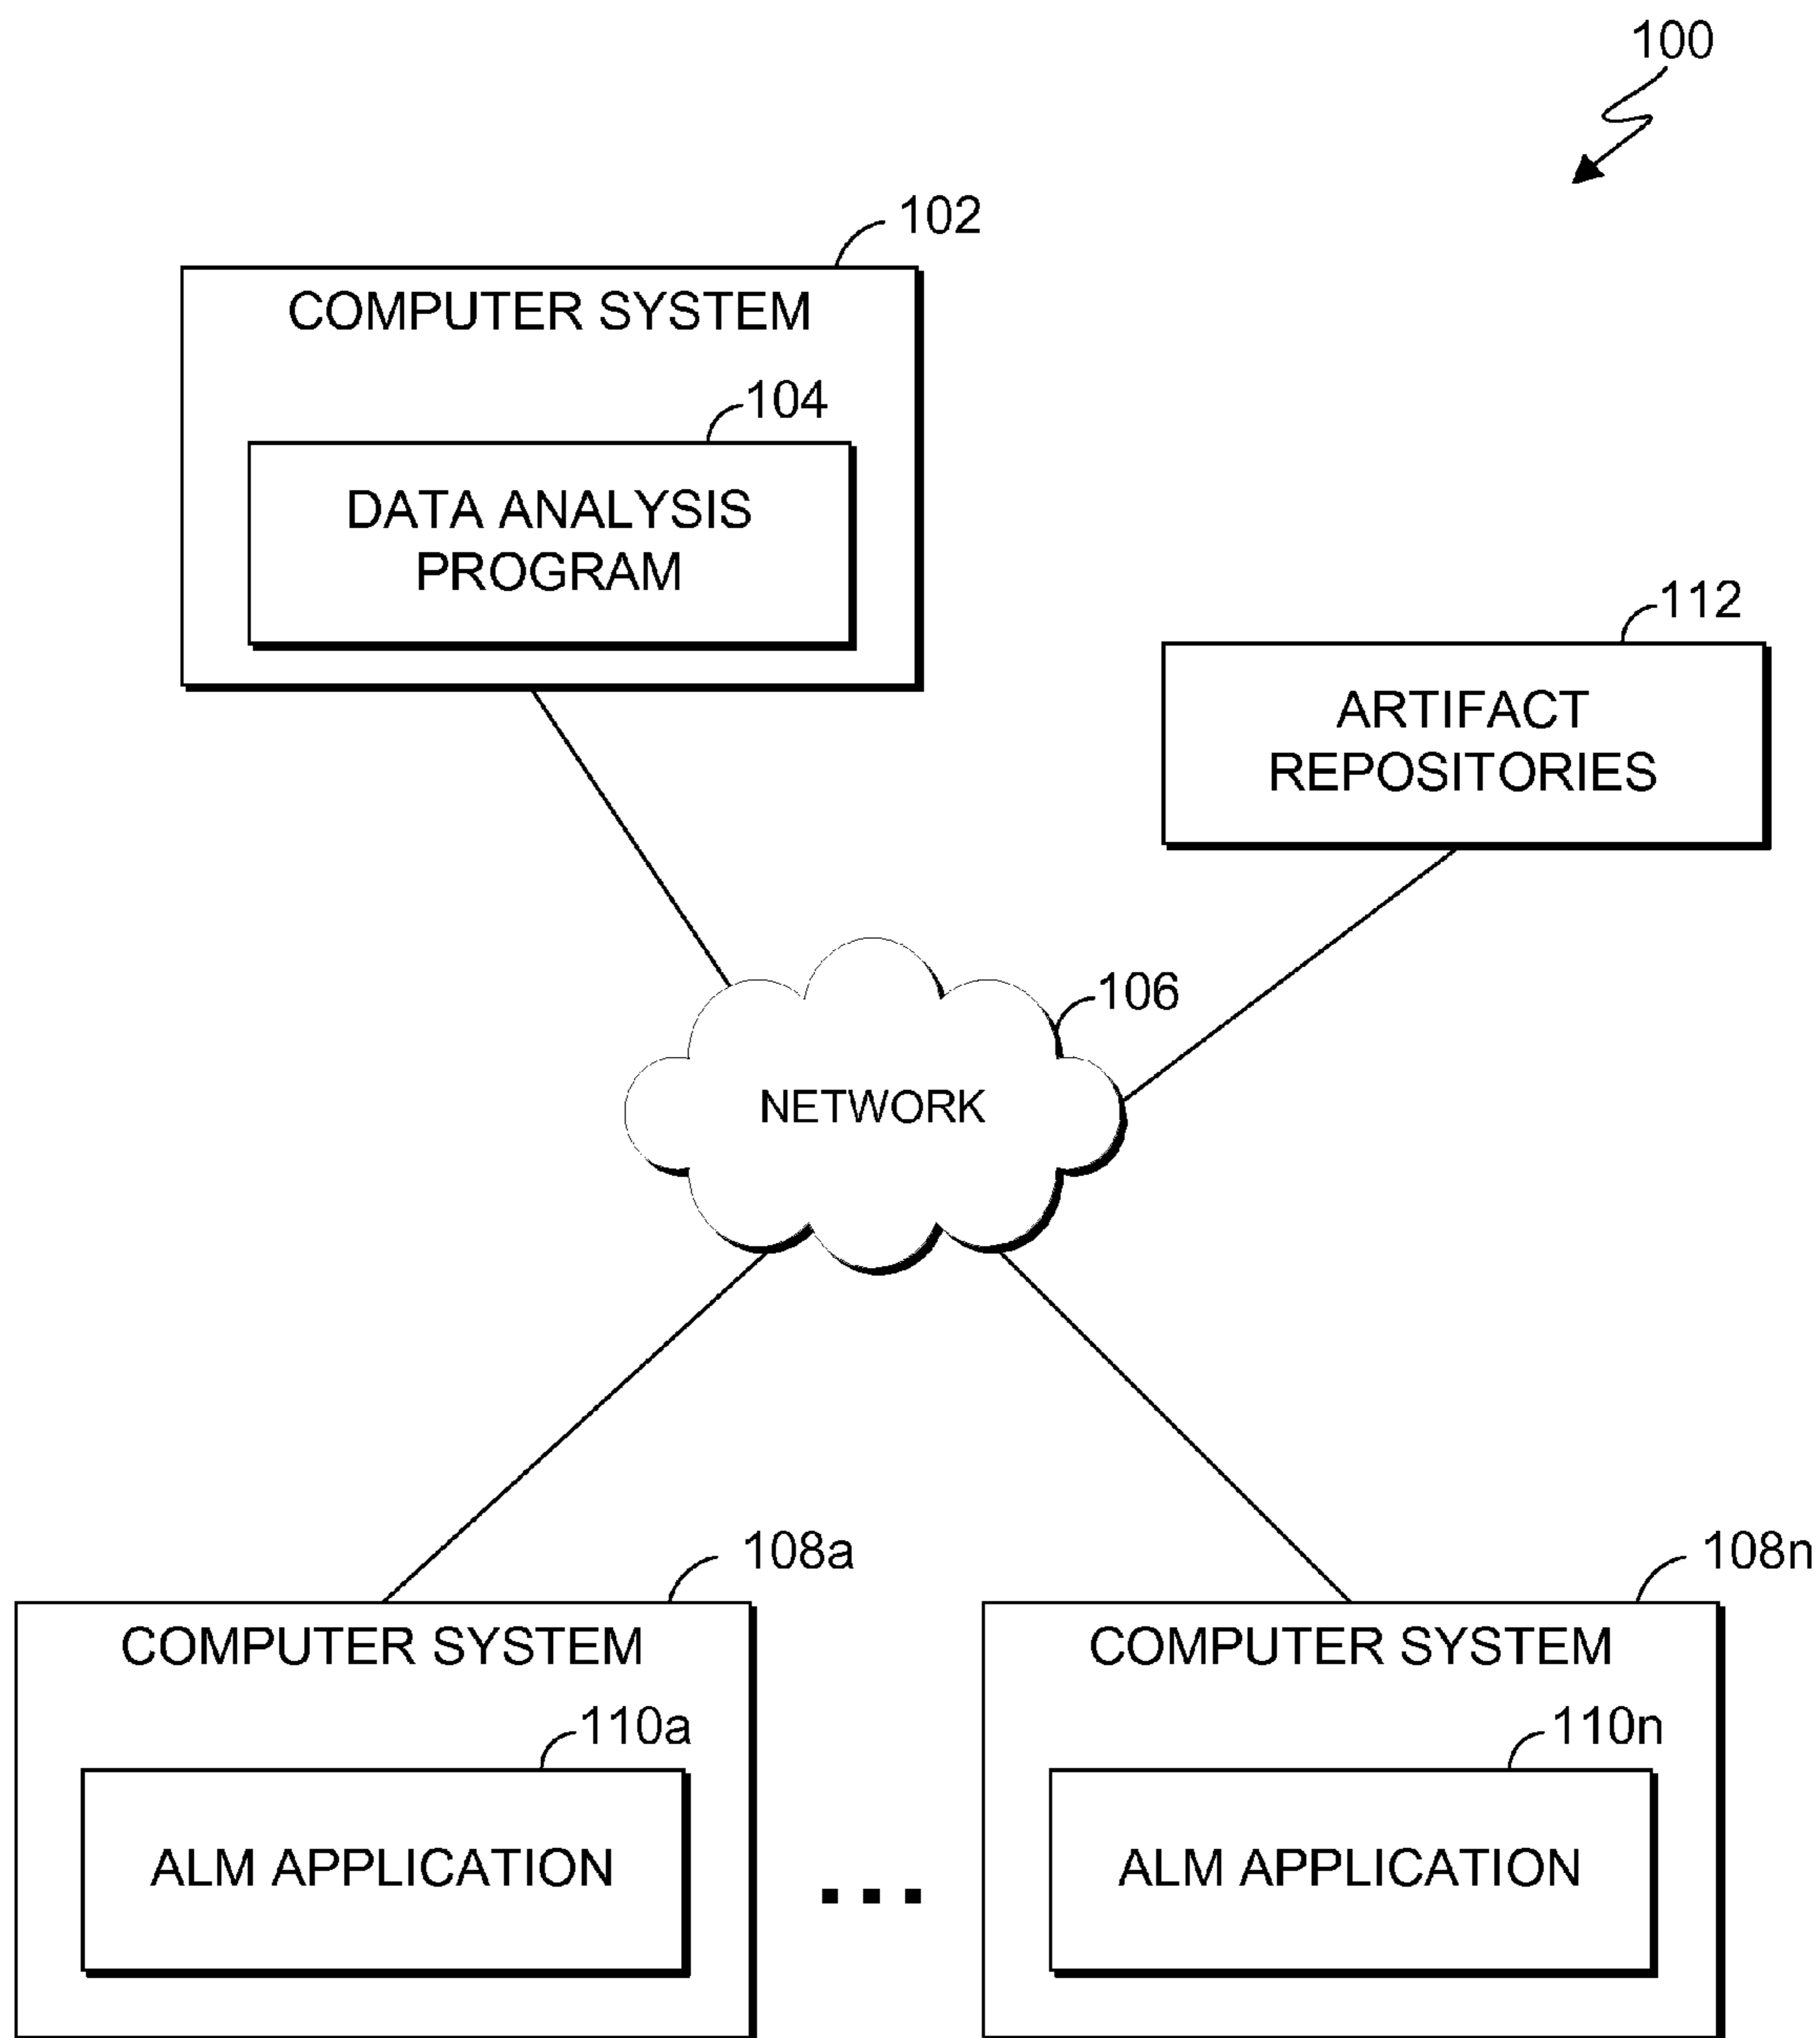 100
102
COMPUTER SYSTEM
104
DATA ANALYSIS
PROGRAM
112
ARTIFACT
REPOSITORIES
106
NETWORK
108a
COMPUTER SYSTEM
110a
ALM APPLICATION
...
108n
COMPUTER SYSTEM
110n
ALM APPLICATION